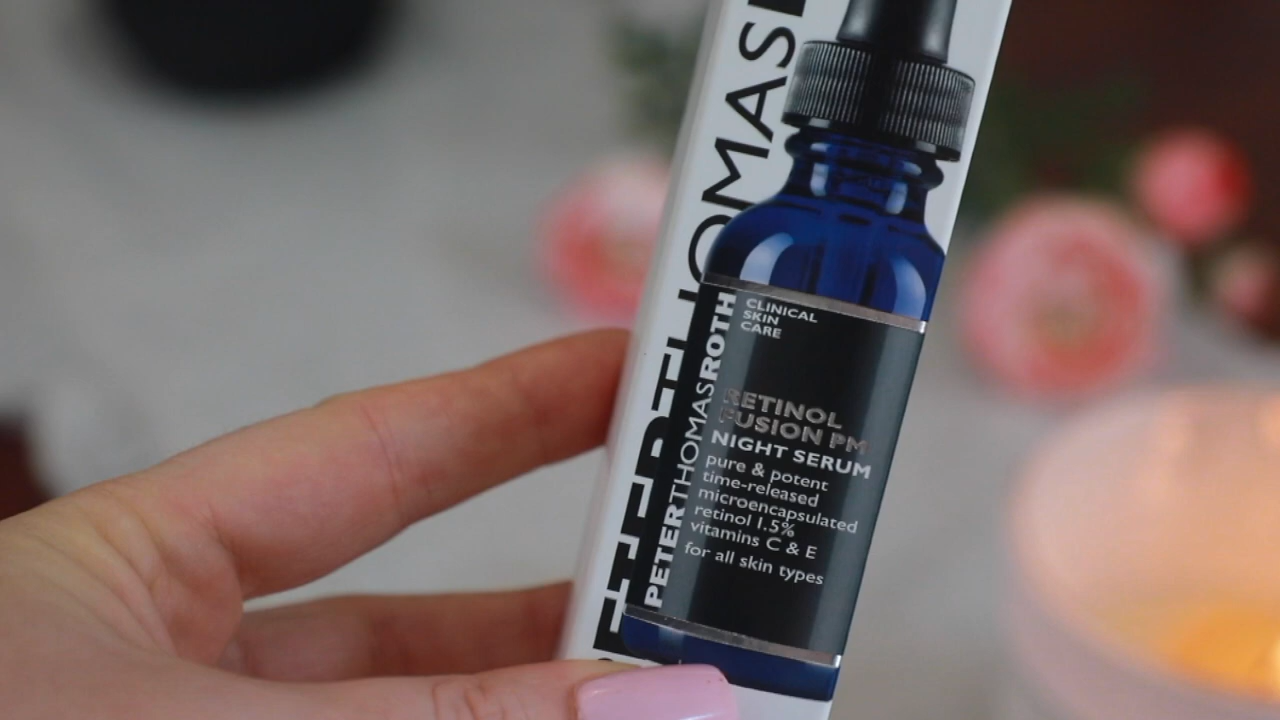 PETERTHOMAS
PETERTHOMASROTH
CLINICAL
SKIN
CARE
RETINOL
FUSION PM
NIGHT SERUM
pure & potent
time-released
microencapsulated
retinol 1.5%
vitamins C & E
for all skin types